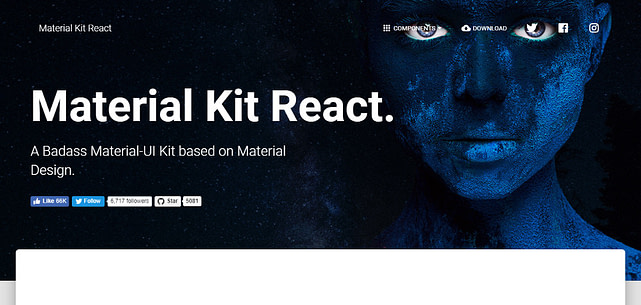 Material Kit React
COMPONENTS
DOWNLOAD
Material Kit React.
A Badass Material-UI Kit based on Material
Design.
Like 66K
Follow
6,717 followers
Star
5081